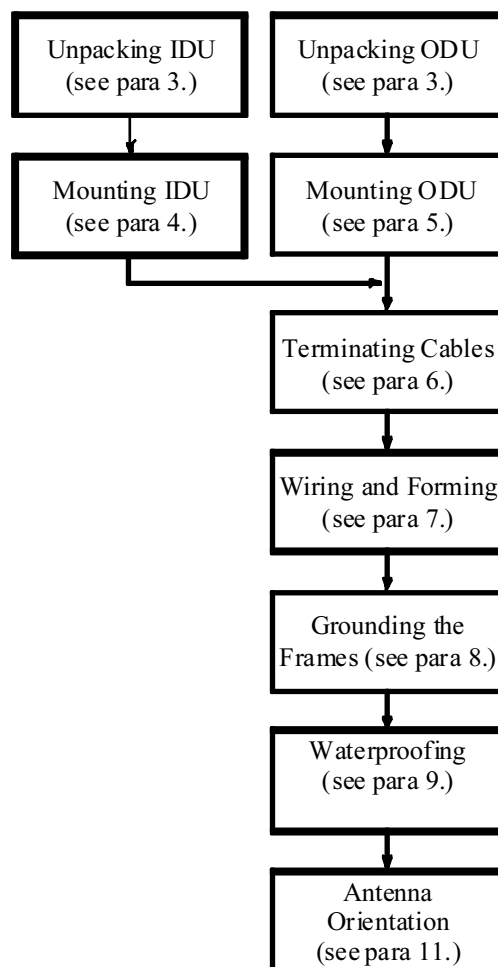 Unpacking IDU
(see para 3.)
Unpacking ODU
(see para 3.)
Mounting IDU
(see para 4.)
Mounting ODU
(see para 5.)
Terminating Cables
(see para 6.)
Wiring and Forming
(see para 7.)
Grounding the
Frames (see para 8.)
Waterproofing
(see para 9.)
Antenna
Orientation
(see para 11.)